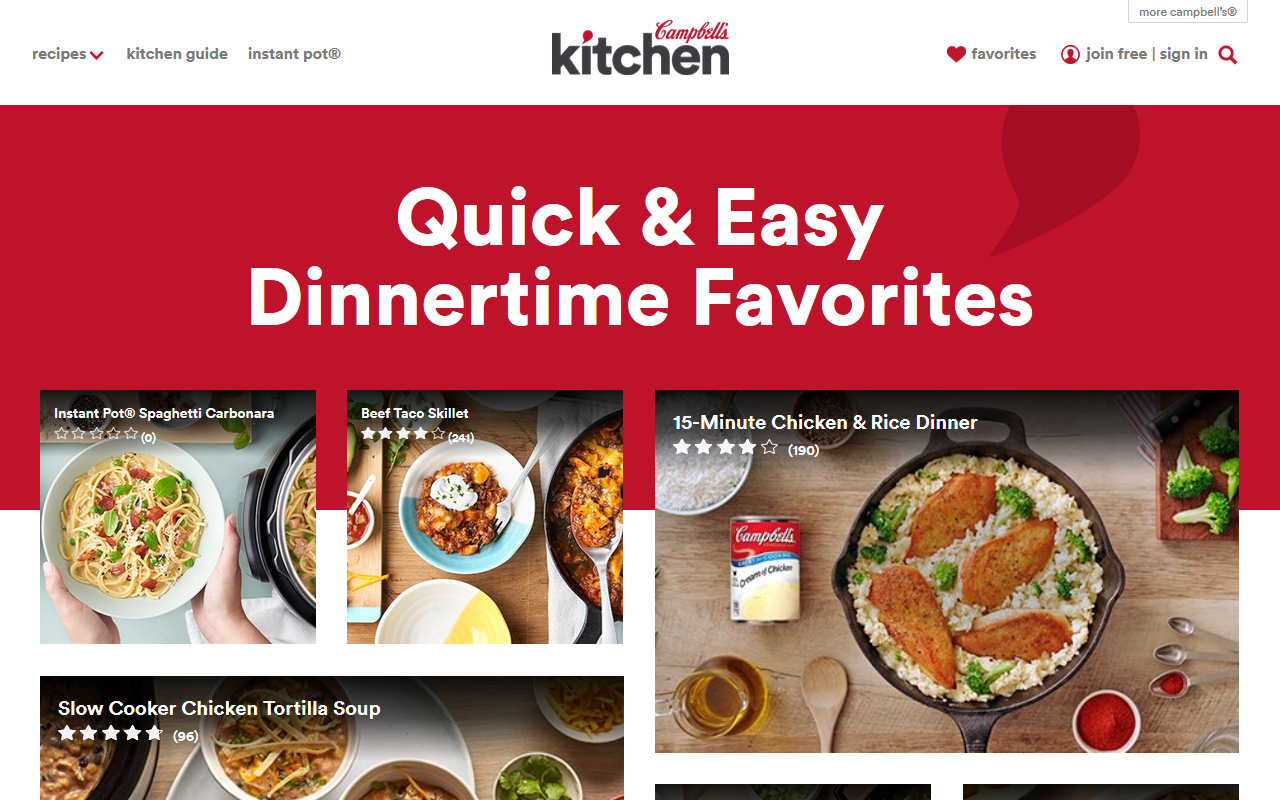 more campbell's®
recipes
kitchen guide
instant pot®
Campbell's
kitchen
favorites
join free | sign in
Quick & Easy
Dinnertime Favorites
Instant Pot® Spaghetti Carbonara
(0)
Beef Taco Skillet
(241)
15-Minute Chicken & Rice Dinner
(190)
Campbell's
Cream of Chicken
Slow Cooker Chicken Tortilla Soup
(96)